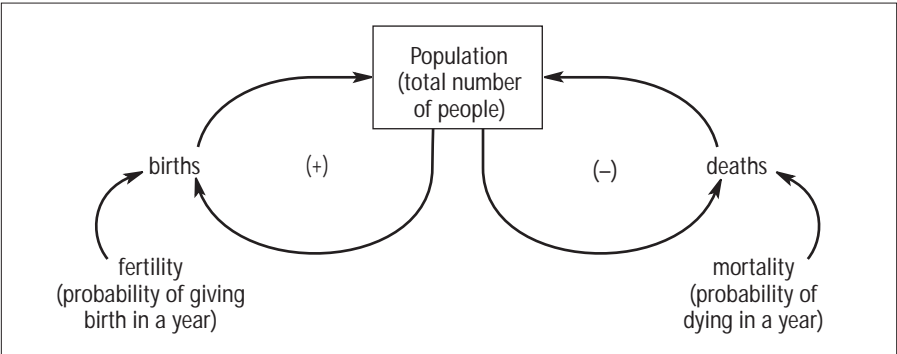 Population
(total number
of people)
births
(+)
(–)
deaths
fertility
(probability of giving
birth in a year)
mortality
(probability of
dying in a year)